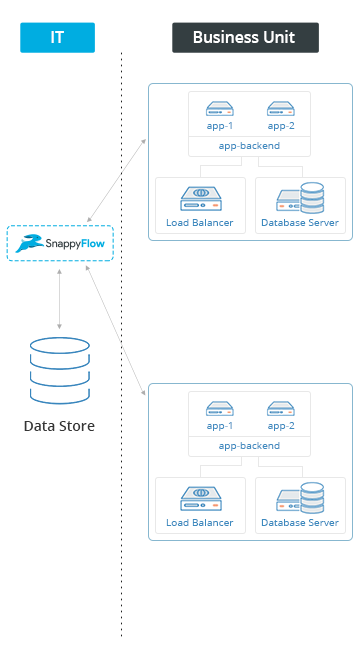 IT
Business Unit
app-1
app-2
app-backend
Load Balancer
Database Server
SnappyFlow
Data Store
app-1
app-2
app-backend
Load Balancer
Database Server